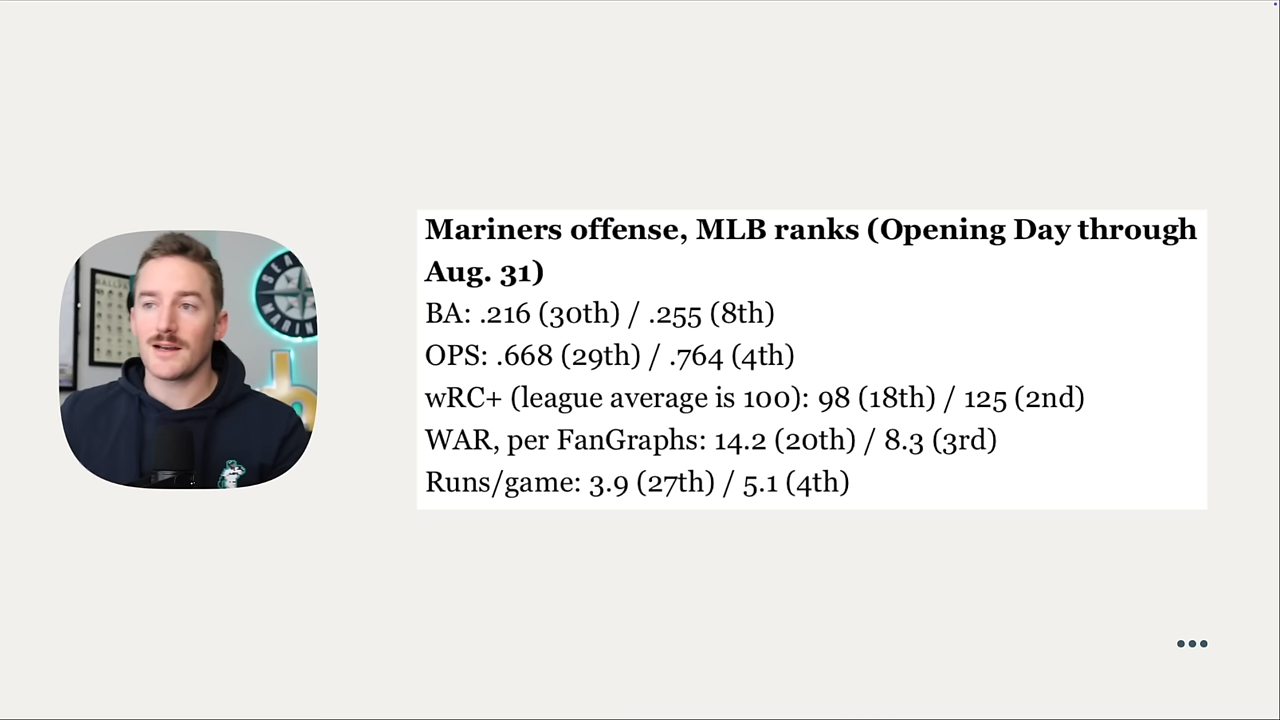 Mariners offense, MLB ranks (Opening Day through
Aug. 31)
BA: .216 (30th) / .255 (8th)
OPS: .668 (29th) / .764 (4th)
wRC+ (league average is 100): 98 (18th) / 125 (2nd)
WAR, per FanGraphs: 14.2 (20th) / 8.3 (3rd)
Runs/game: 3.9 (27th) / 5.1 (4th)